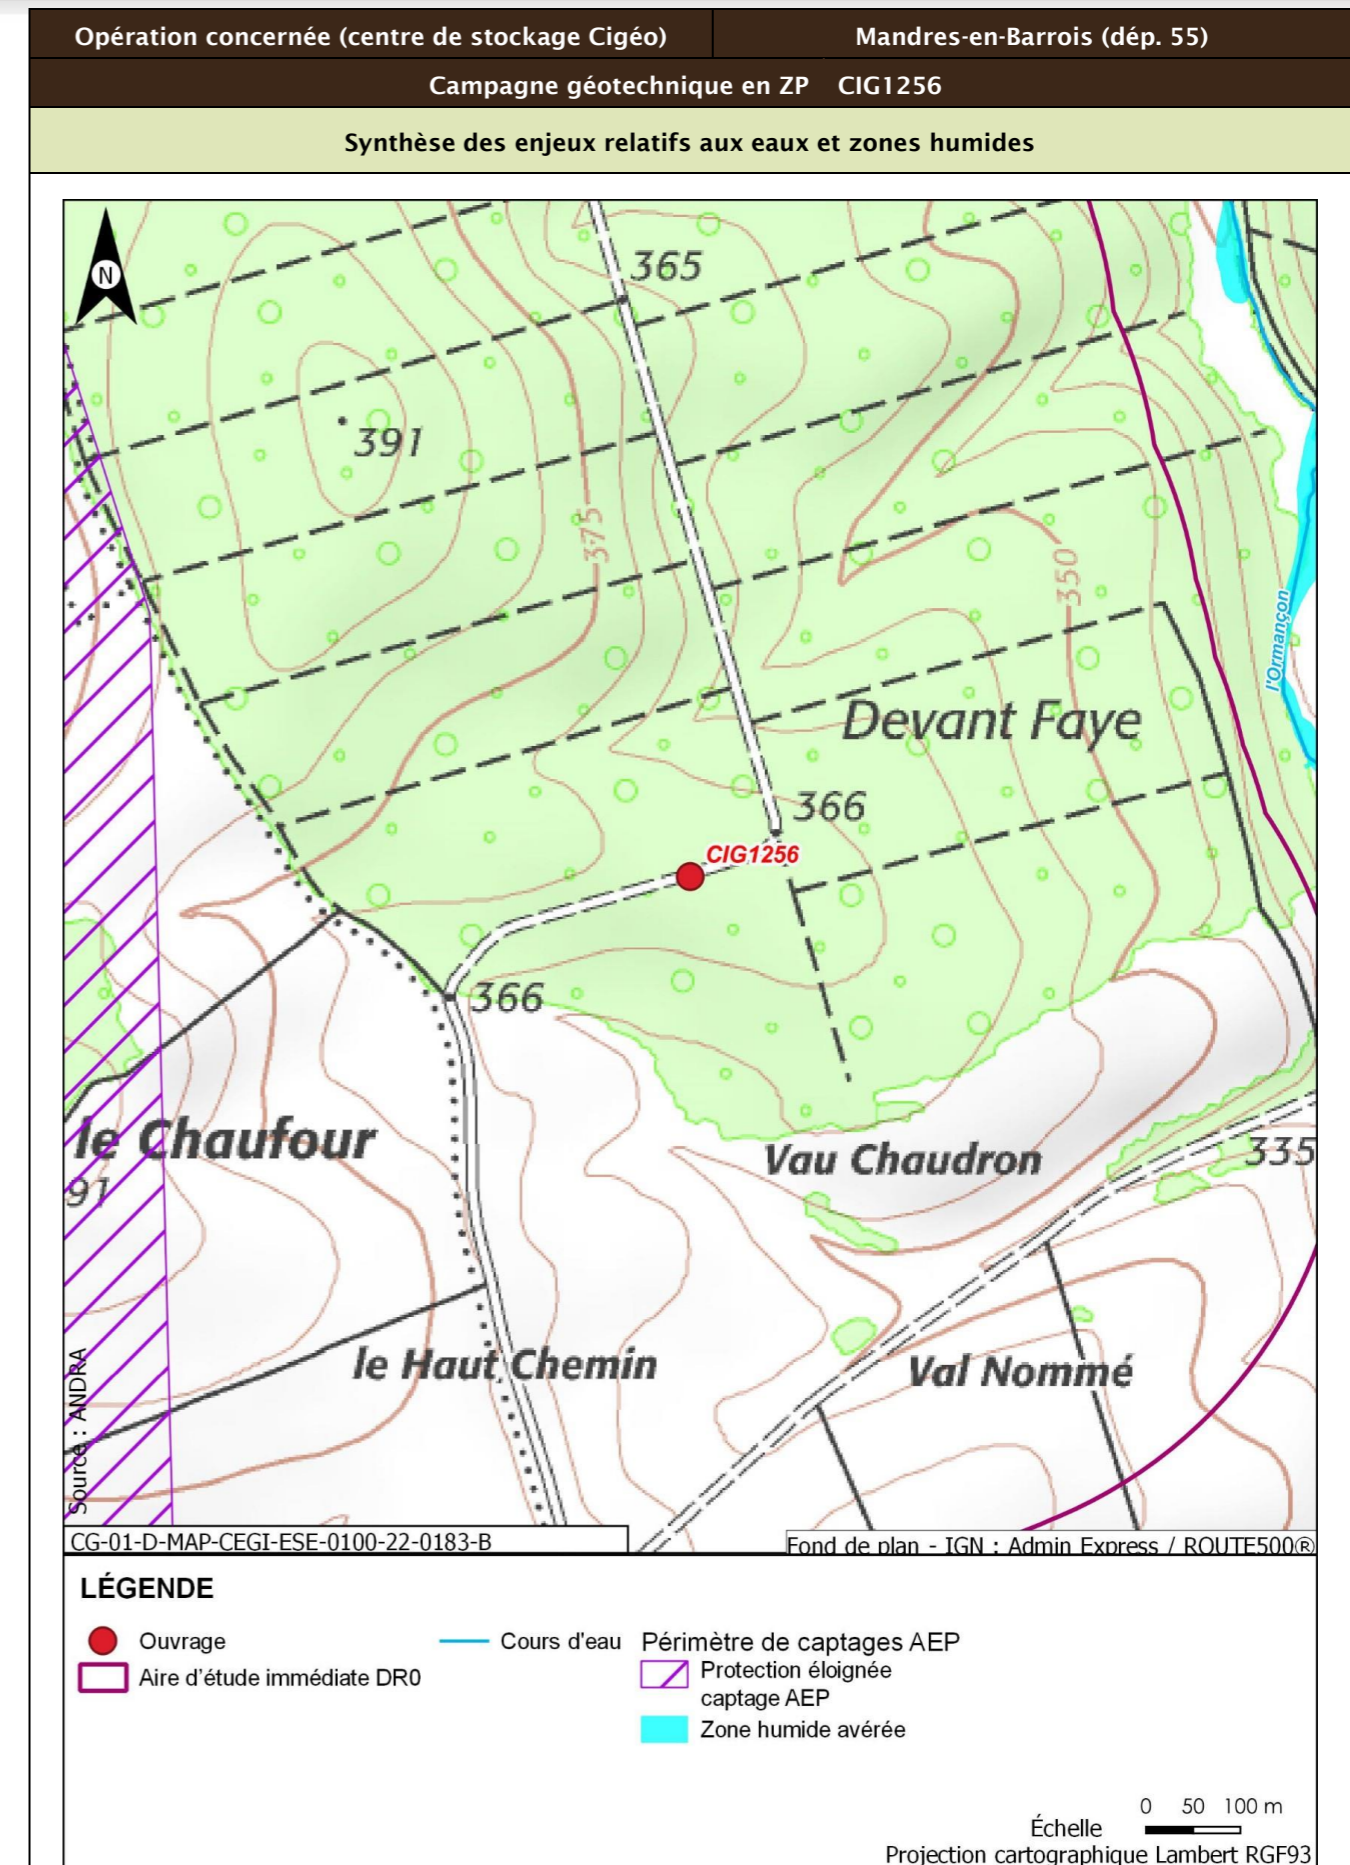 Opération concernée (centre de stockage Cigéo)
Mandres-en-Barrois (dép. 55)
Campagne géotechnique en ZP CIG1256
Synthèse des enjeux relatifs aux eaux et zones humides
N
365
391
375
350
l'Ormançon
Devant Faye
366
CIG1256
366
le Chaufour
91
Vau Chaudron
335
le Haut Chemin
Val Nommé
Source : ANDRA
CG-01-D-MAP-CEGI-ESE-0100-22-0183-B
Fond de plan - IGN : Admin Express / ROUTE500®
LÉGENDE
Ouvrage
Aire d'étude immédiate DR0
Cours d'eau
Périmètre de captages AEP
Protection éloignée
captage AEP
Zone humide avérée
0 50 100 m
Échelle
Projection cartographique Lambert RGF93